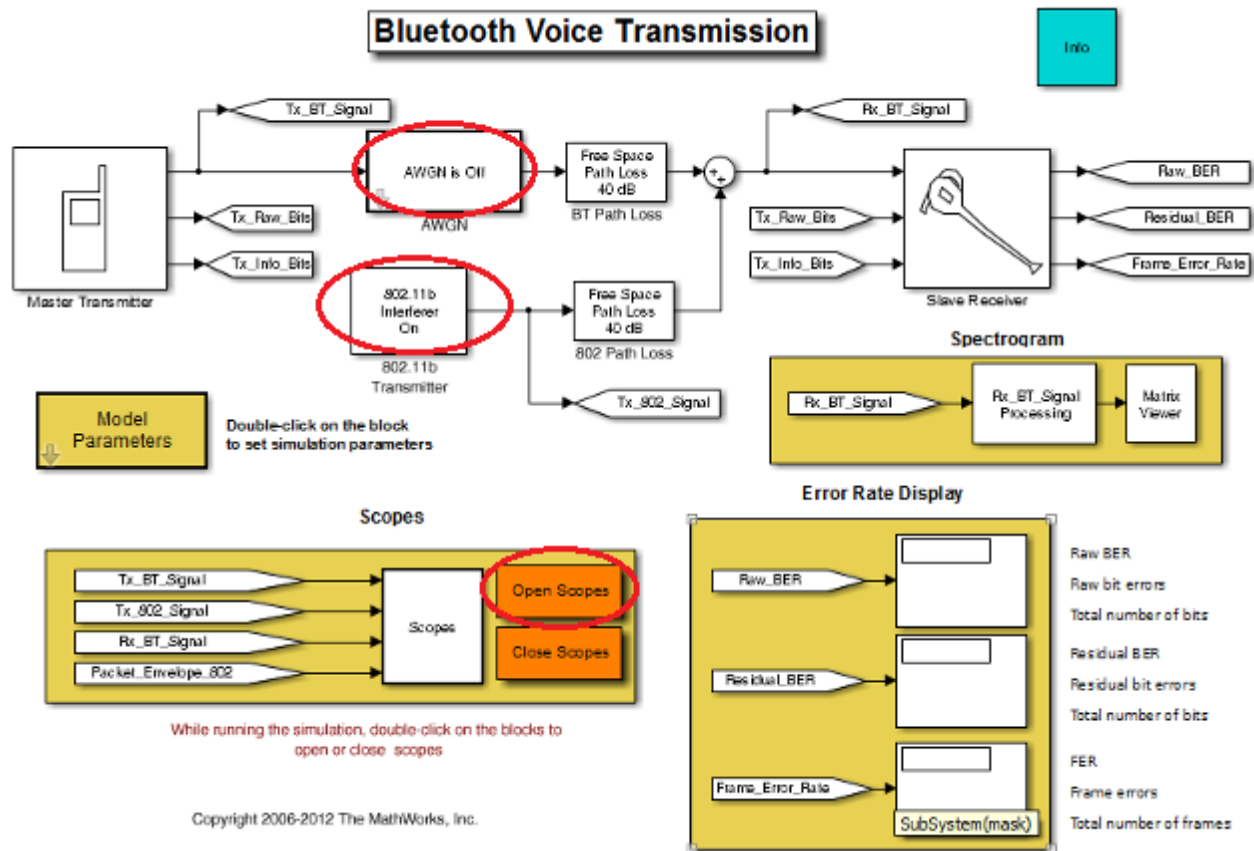 Bluetooth Voice Transmission
Info
Tx_BT_Signal
Rx_BT_Signal
AWGN is Off
AWGN
Free Space
Path Loss
40 dB
BT Path Loss
Tx_Raw_Bits
Tx_Info_Bits
Master Transmitter
Tx_Raw_Bits
Tx_Info_Bits
Raw_BER
Residual_BER
Frame_Error_Rate
Slave Receiver
802.11b
Interferer
On
802.11b
Transmitter
Free Space
Path Loss
40 dB
802 Path Loss
Tx_802_Signal
Spectrogram
Rx_BT_Signal
Rx_BT_Signal
Processing
Matrix
Viewer
Model
Parameters
Double-click on the block
to set simulation parameters
Scopes
Tx_BT_Signal
Tx_802_Signal
Rx_BT_Signal
Packet_Envelope_802
Scopes
Open Scopes
Close Scopes
While running the simulation, double-click on the blocks to
open or close scopes
Copyright 2006-2012 The MathWorks, Inc.
Error Rate Display
Raw_BER
Raw BER
Raw bit errors
Total number of bits
Residual_BER
Residual BER
Residual bit errors
Total number of bits
Frame_Error_Rate
FER
Frame errors
Total number of frames
SubSystem(mask)